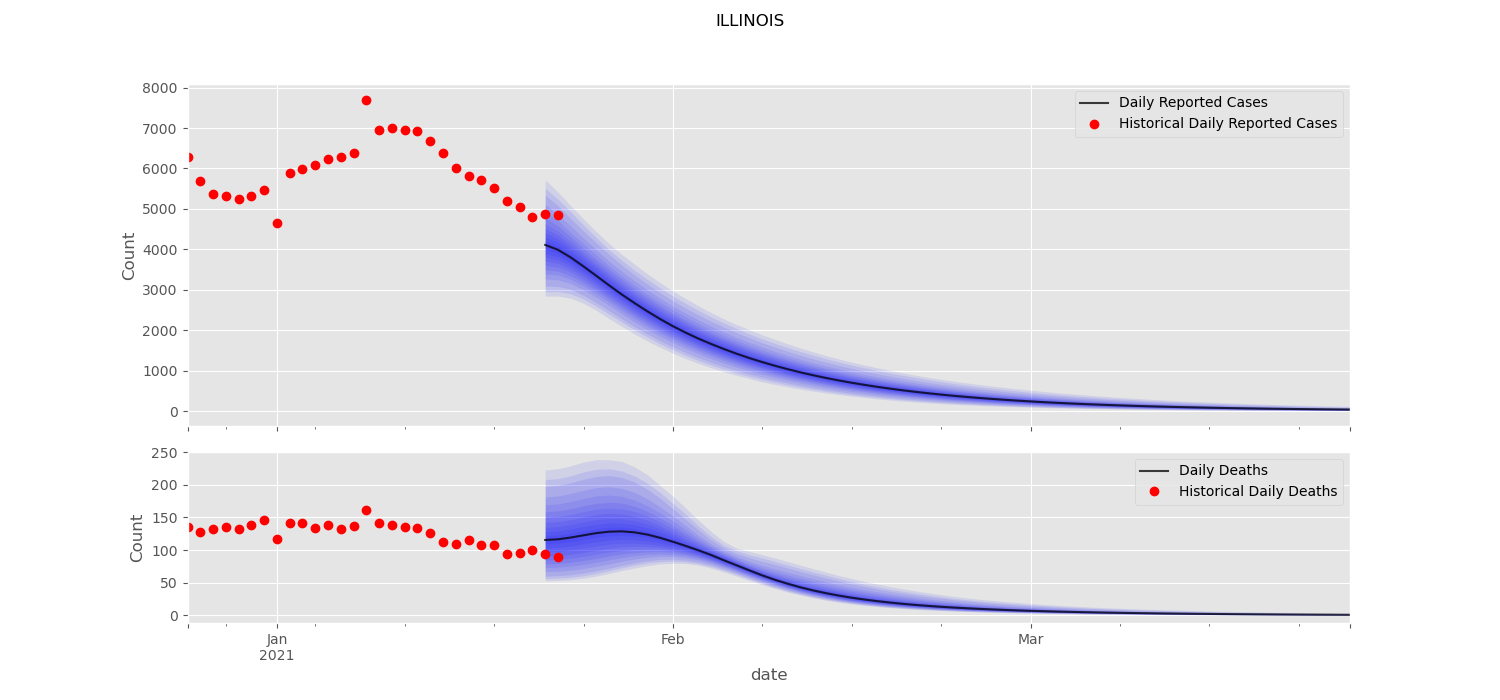 ILLINOIS
8000
7000
6000
5000
4000
3000
2000
1000
0
Count
Daily Reported Cases
Historical Daily Reported Cases
250
200
150
100
50
0
Count
Daily Deaths
Historical Daily Deaths
Jan
2021
Feb
Mar
date